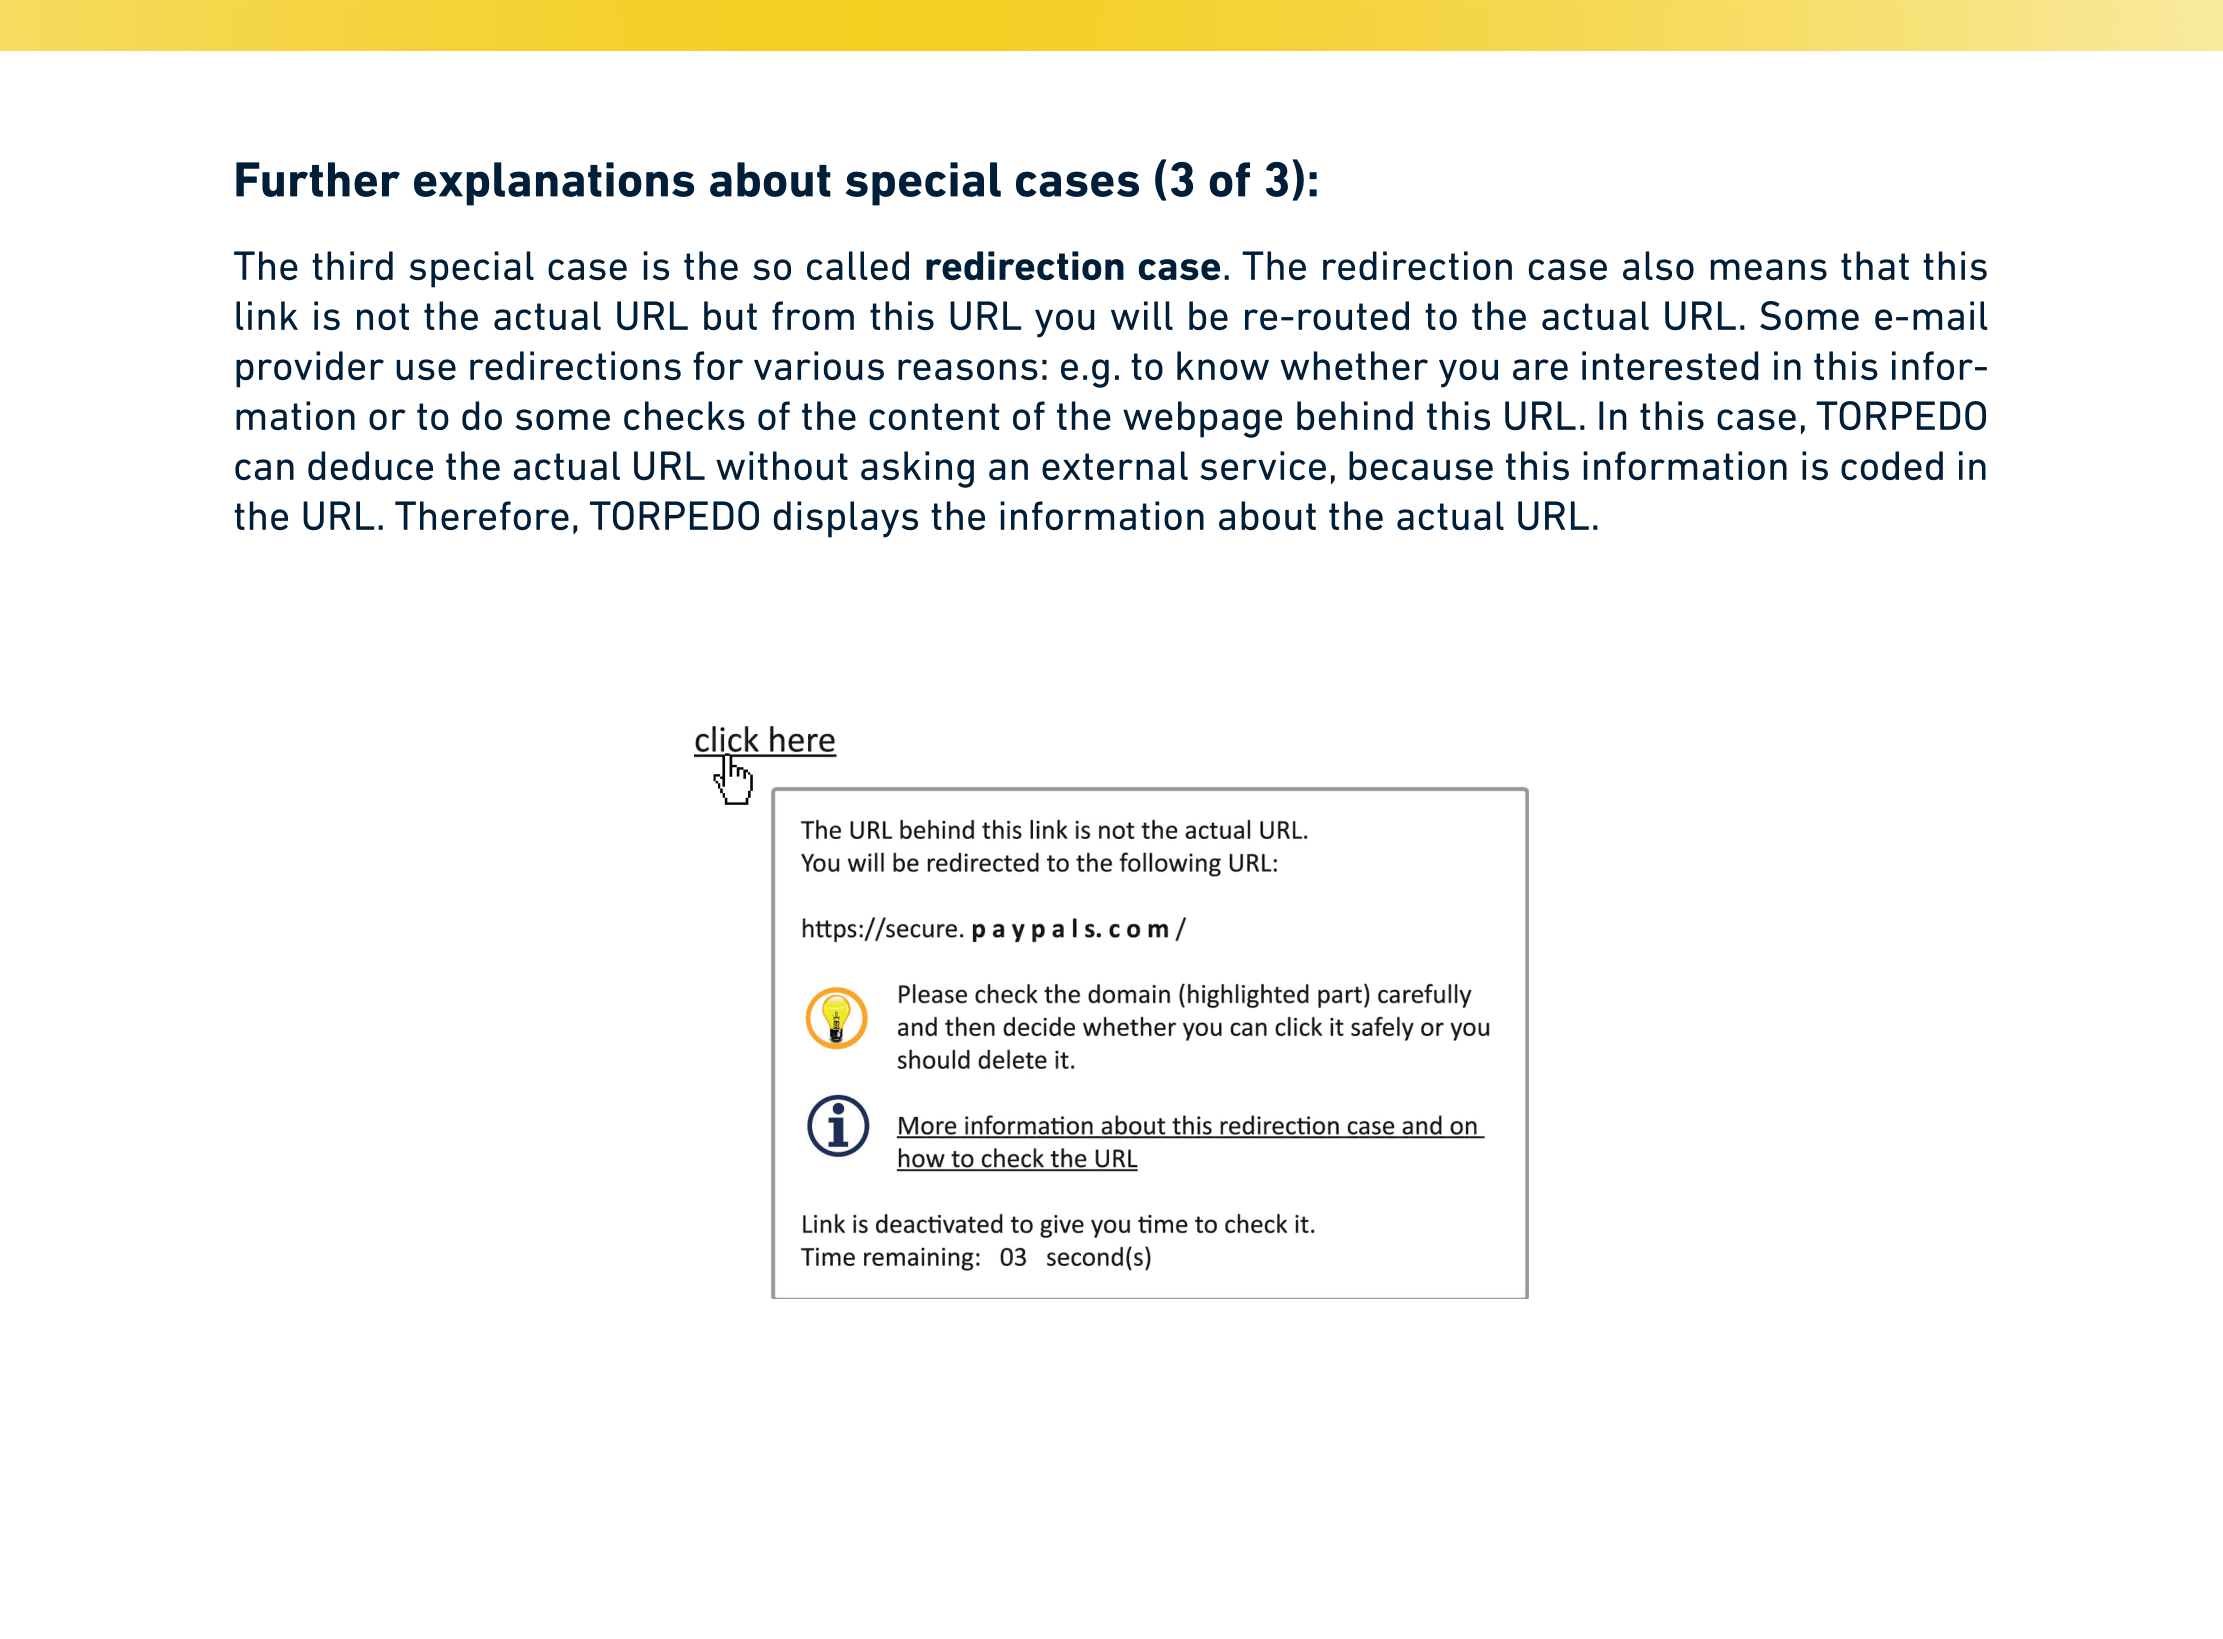 Further explanations about special cases (3 of 3):
The third special case is the so called redirection case. The redirection case also means that this
link is not the actual URL but from this URL you will be re-routed to the actual URL. Some e-mail
provider use redirections for various reasons: e.g. to know whether you are interested in this infor-
mation or to do some checks of the content of the webpage behind this URL. In this case, TORPEDO
can deduce the actual URL without asking an external service, because this information is coded in
the URL. Therefore, TORPEDO displays the information about the actual URL.
click here
The URL behind this link is not the actual URL.
You will be redirected to the following URL:
https://secure. p a y p a l s. c o m /
Please check the domain (highlighted part) carefully
and then decide whether you can click it safely or you
should delete it.
More information about this redirection case and on
how to check the URL
Link is deactivated to give you time to check it.
Time remaining: 03 second(s)